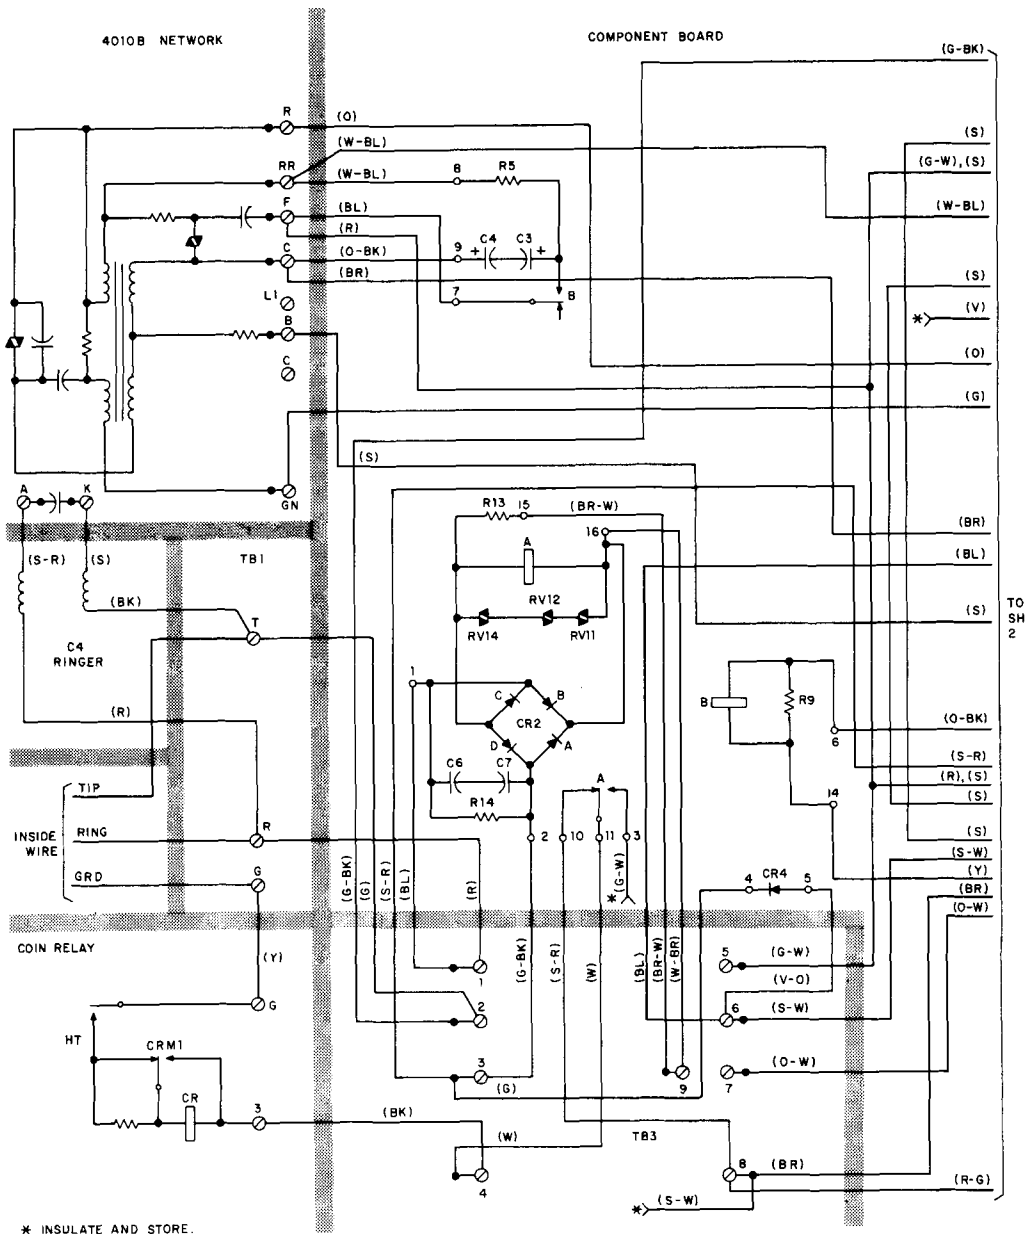 4010B NETWORK
COMPONENT BOARD
(G-BK)
R
(O)
(S)
(W-BL)
(G-W),(S)
RR
(W-BL)
8
R5
(W-BL)
F
(BL)
(R)
C
(O-BK)
9
+
C4
C3
+
(BR)
(S)
L1
7
B
(V)
*
B
(O)
C
(G)
(S)
A
K
GN
R13
15
(BR-W)
16
(BR)
(S-R)
(S)
TB1
A
(BL)
(BK)
RV12
T
RV14
RV11
(S)
TO
SH
2
C4
RINGER
1
C
B
CR2
D
A
B
R9
(R)
6
(O-BK)
C6
C7
A
(S-R)
(R),(S)
TIP
R14
14
(S)
INSIDE
WIRE
RING
R
2
10
11
3
(S)
(S-W)
GRD
G
(G-BK)
(G)
(S-R)
(BL)
(R)
(G-W)
*
4
CR4
5
(Y)
(BR)
(O-W)
COIN RELAY
(Y)
(G-BK)
(S-R)
(W)
(BL)
(BR-W)
(W-BR)
5
(G-W)
1
(V-O)
G
2
6
(S-W)
HT
CRM1
3
(G)
9
7
(O-W)
CR
3
(BK)
(W)
TB3
8
(BR)
4
(R-G)
*
(S-W)
* INSULATE AND STORE.